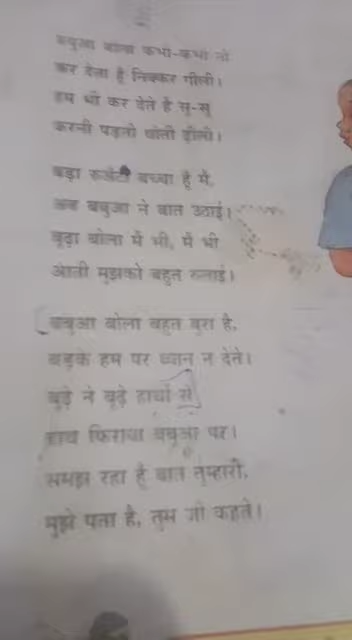 बबुआ बोला कभी-कभी तो
कर देता हूँ निक्कर गीली।
हम भी कर देते हैं सू-सू
करनी पड़ती धोती ढीली।
बड़ा रुअंटा बच्चा हूँ मैं,
अब बबुआ ने बात उठाई।
बूढ़ा बोला मैं भी, मैं भी
आती मुझको बहुत रुलाई।
बबुआ बोला बहुत बुरा है,
बड़के हम पर ध्यान न देते।
बूढ़े ने बूढ़े हाथों से
हाथ फिराया बबुआ पर।
समझ रहा हूँ बात तुम्हारी,
मुझे पता है, तुम जो कहते।